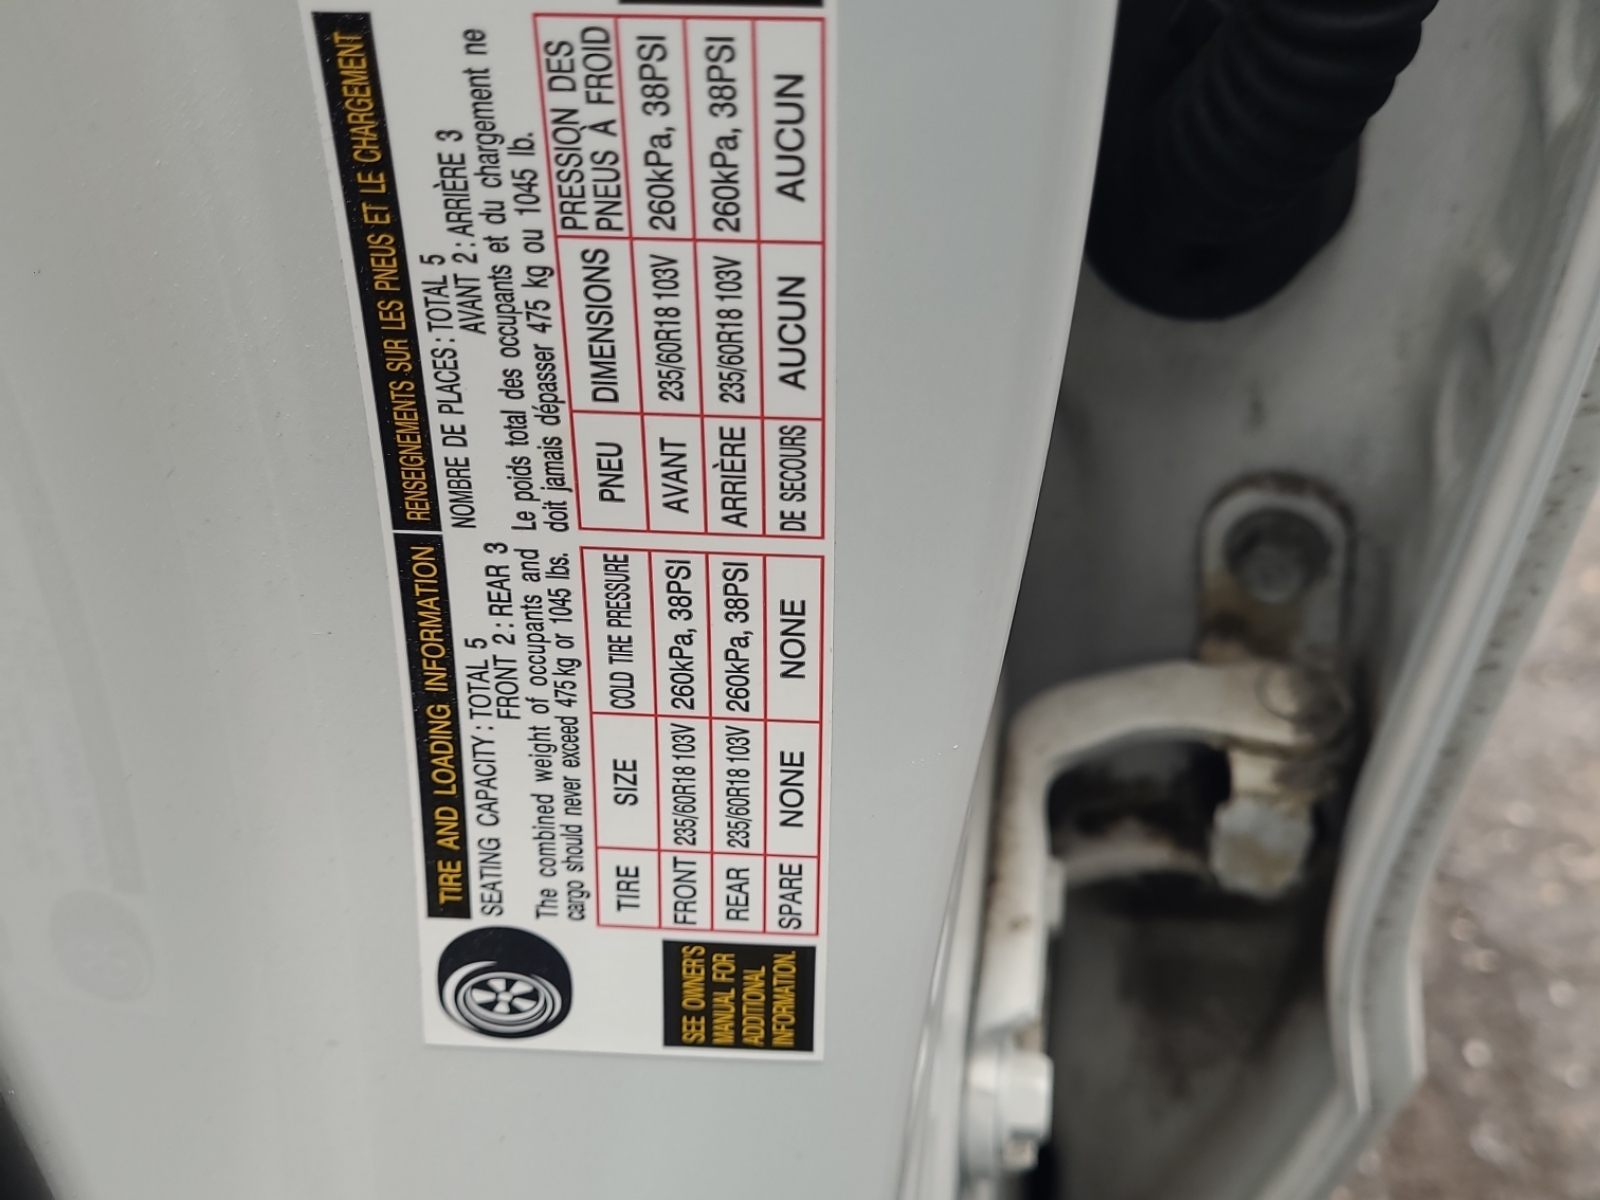 TIRE AND LOADING INFORMATION
SEATING CAPACITY : TOTAL 5
FRONT 2 : REAR 3
The combined weight of occupants and
cargo should never exceed 475 kg or 1045 lbs.
TIRE SIZE COLD TIRE PRESSURE
FRONT 235/60R18 103V 260kPa, 38PSI
REAR 235/60R18 103V 260kPa, 38PSI
SPARE NONE NONE
SEE OWNER'S
MANUAL FOR
ADDITIONAL
INFORMATION.
RENSEIGNEMENTS SUR LES PNEUS ET LE CHARGEMENT
NOMBRE DE PLACES : TOTAL 5
AVANT 2 : ARRIÈRE 3
Le poids total des occupants et du chargement ne
doit jamais dépasser 475 kg ou 1045 lb.
PNEU DIMENSIONS PRESSION DES
PNEUS À FROID
AVANT 235/60R18 103V 260kPa, 38PSI
ARRIÈRE 235/60R18 103V 260kPa, 38PSI
DE SECOURS AUCUN AUCUN